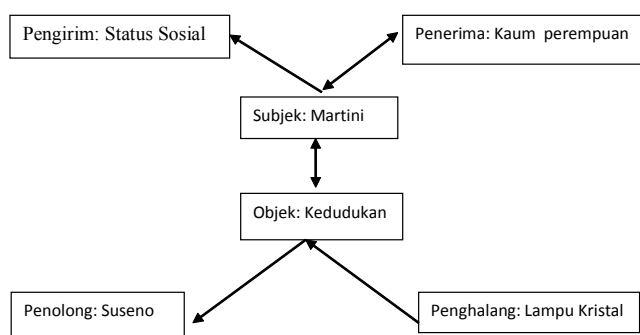 Pengirim: Status Sosial
Penerima: Kaum perempuan
Subjek: Martini
Objek: Kedudukan
Penolong: Suseno
Penghalang: Lampu Kristal